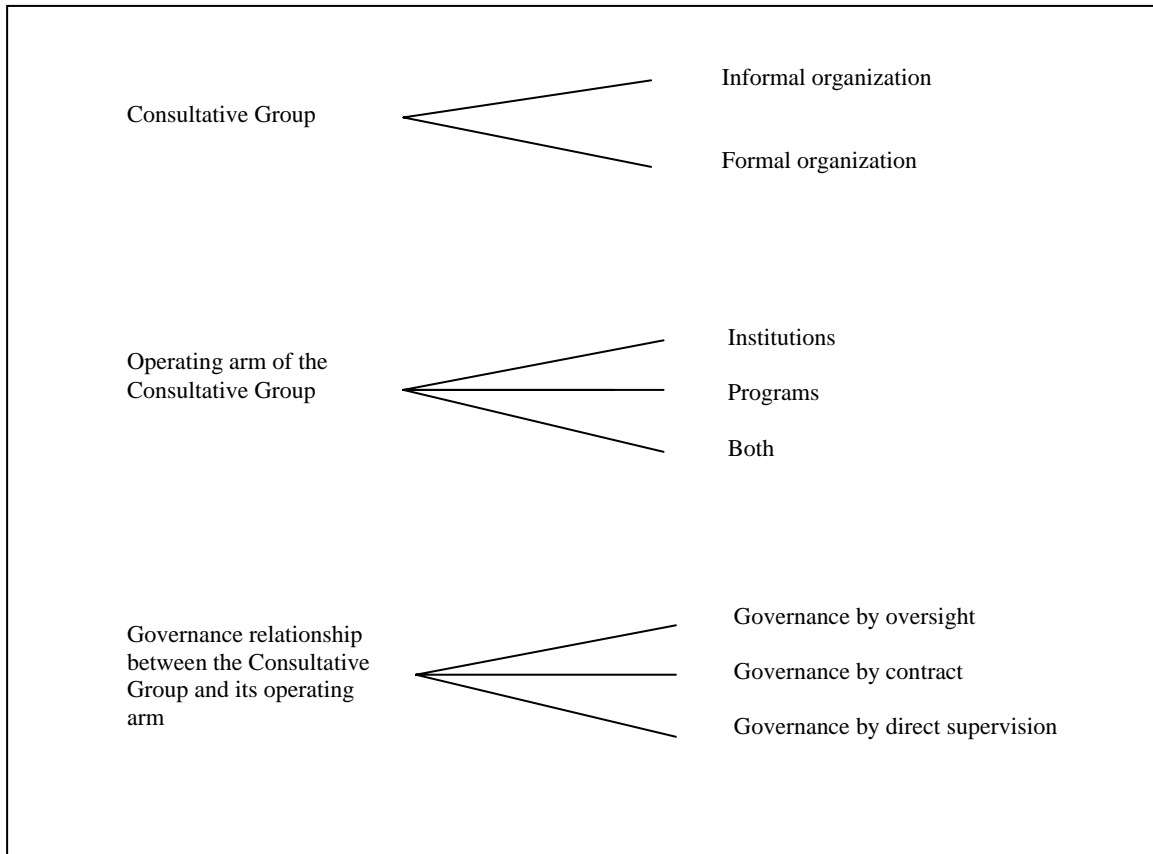 Consultative Group
Informal organization
Formal organization
Operating arm of the
Consultative Group
Institutions
Programs
Both
Governance relationship
between the Consultative
Group and its operating
arm
Governance by oversight
Governance by contract
Governance by direct supervision